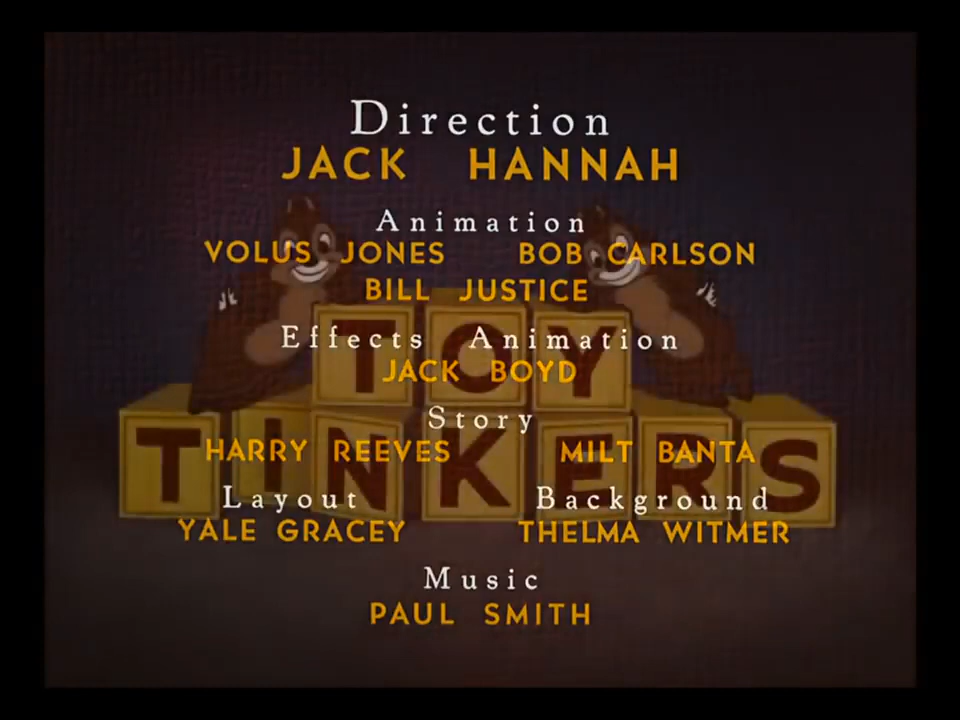 Direction
JACK HANNAH
Animation
VOLUS JONES BOB CARLSON
BILL JUSTICE
Effects Animation
JACK BOYD
Story
HARRY REEVES MILT BANTA
Layout Background
YALE GRACEY THELMA WITMER
Music
PAUL SMITH
TOY
TINKERS